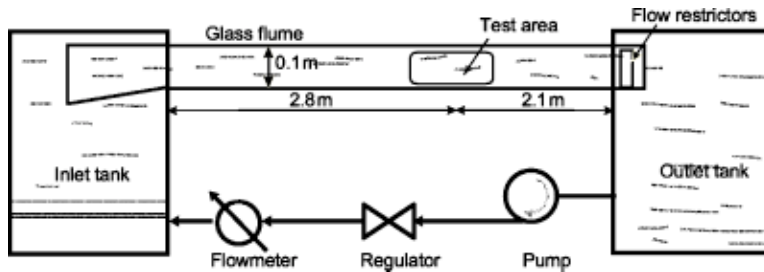 Flow restrictors
Test area
Glass flume
0.1m
2.8m
2.1m
Inlet tank
Outlet tank
Flowmeter
Regulator
Pump